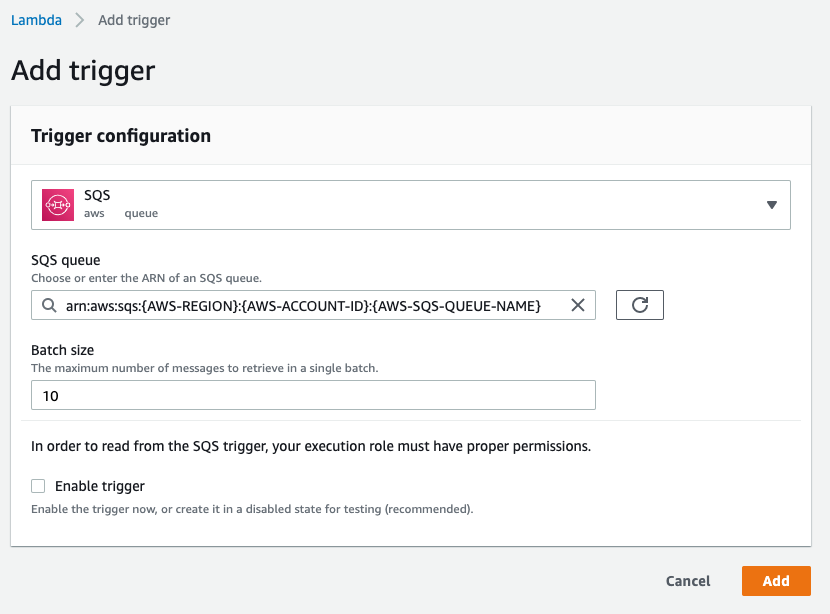 Lambda > Add trigger
Add trigger
Trigger configuration
SQS
aws queue
SQS queue
Choose or enter the ARN of an SQS queue.
arn:aws:sqs:{AWS-REGION}:{AWS-ACCOUNT-ID}:{AWS-SQS-QUEUE-NAME}
Batch size
The maximum number of messages to retrieve in a single batch.
10
In order to read from the SQS trigger, your execution role must have proper permissions.
Enable trigger
Enable the trigger now, or create it in a disabled state for testing (recommended).
Cancel Add